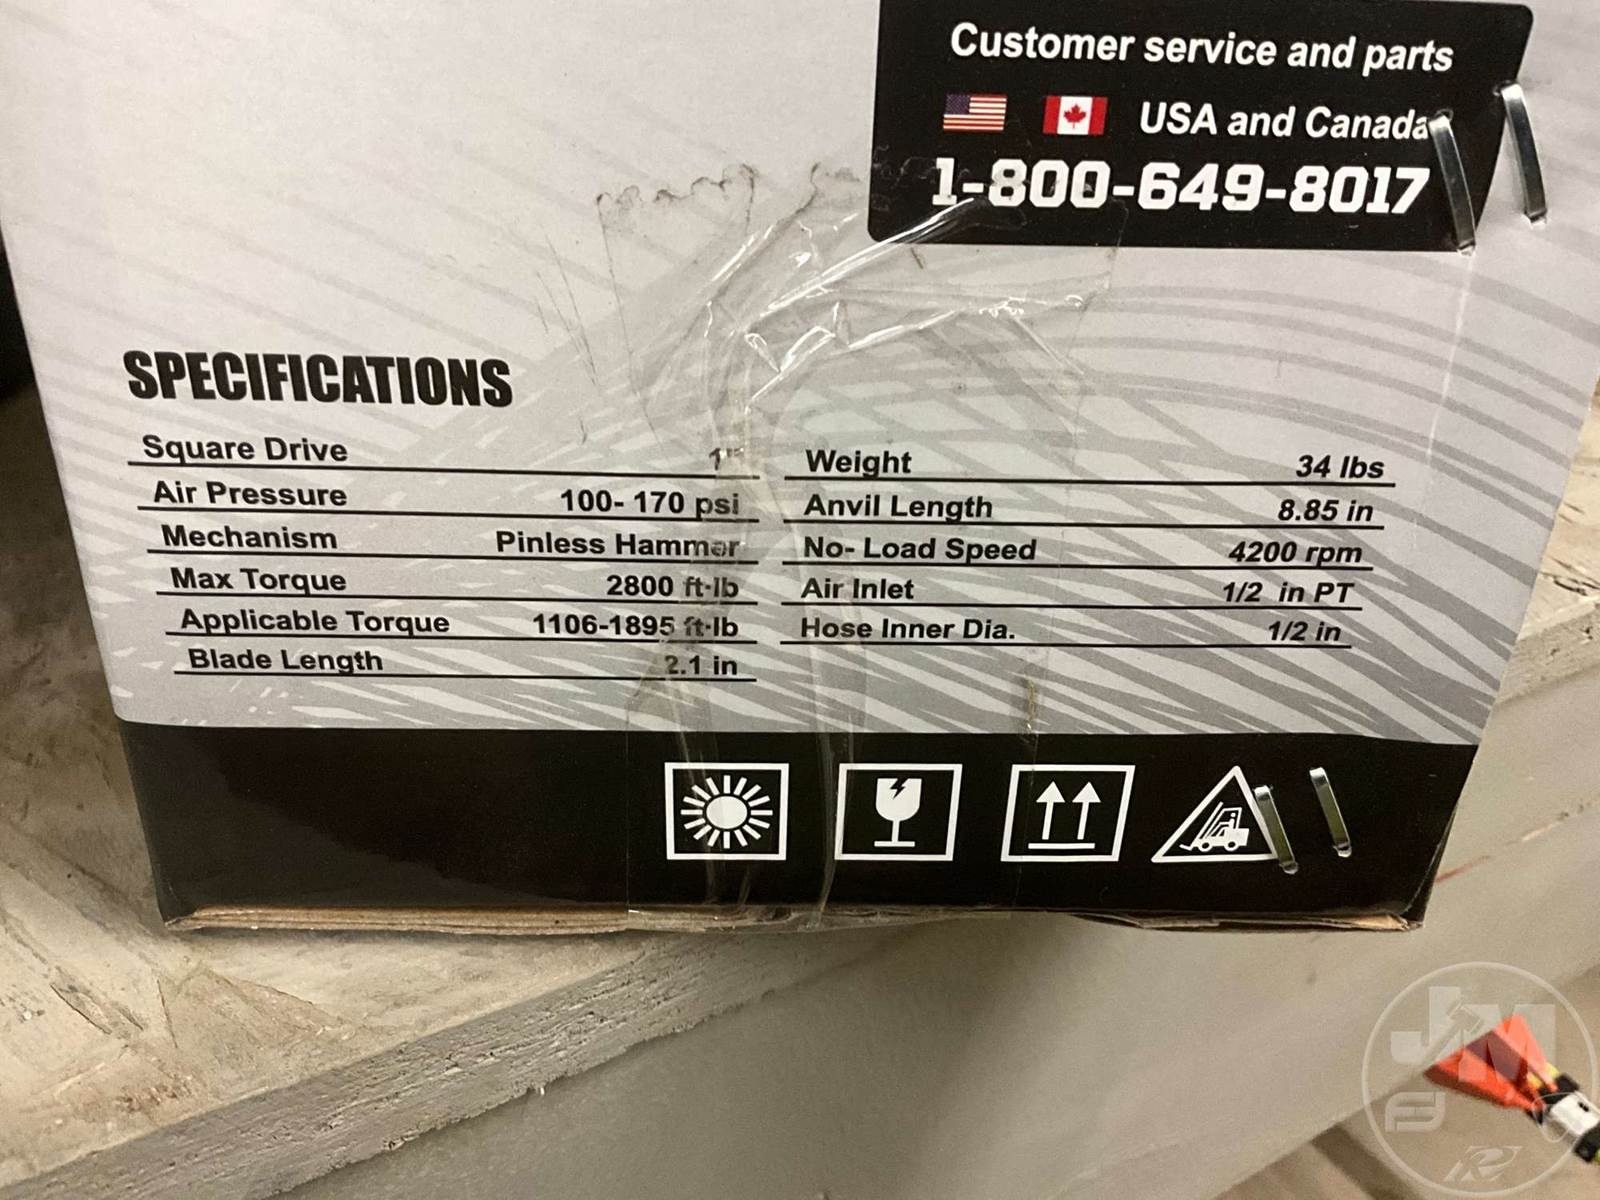 Customer service and parts
USA and Canada
1-800-649-8017
SPECIFICATIONS
Square Drive 1"
Air Pressure 100- 170 psi
Mechanism Pinless Hammer
Max Torque 2800 ft-lb
Applicable Torque 1106-1895 ft-lb
Blade Length 2.1 in
Weight 34 lbs
Anvil Length 8.85 in
No- Load Speed 4200 rpm
Air Inlet 1/2 in PT
Hose Inner Dia. 1/2 in
JM